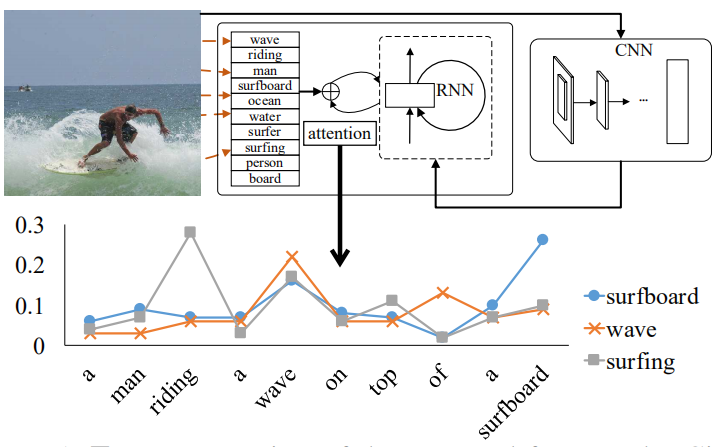 wave
riding
man
surfboard
ocean
water
surfer
surfing
person
board
attention
RNN
CNN
...
0.3
0.2
0.1
0
a
man
riding
a
wave
on
top
of
a
surfboard
surfboard
wave
surfing